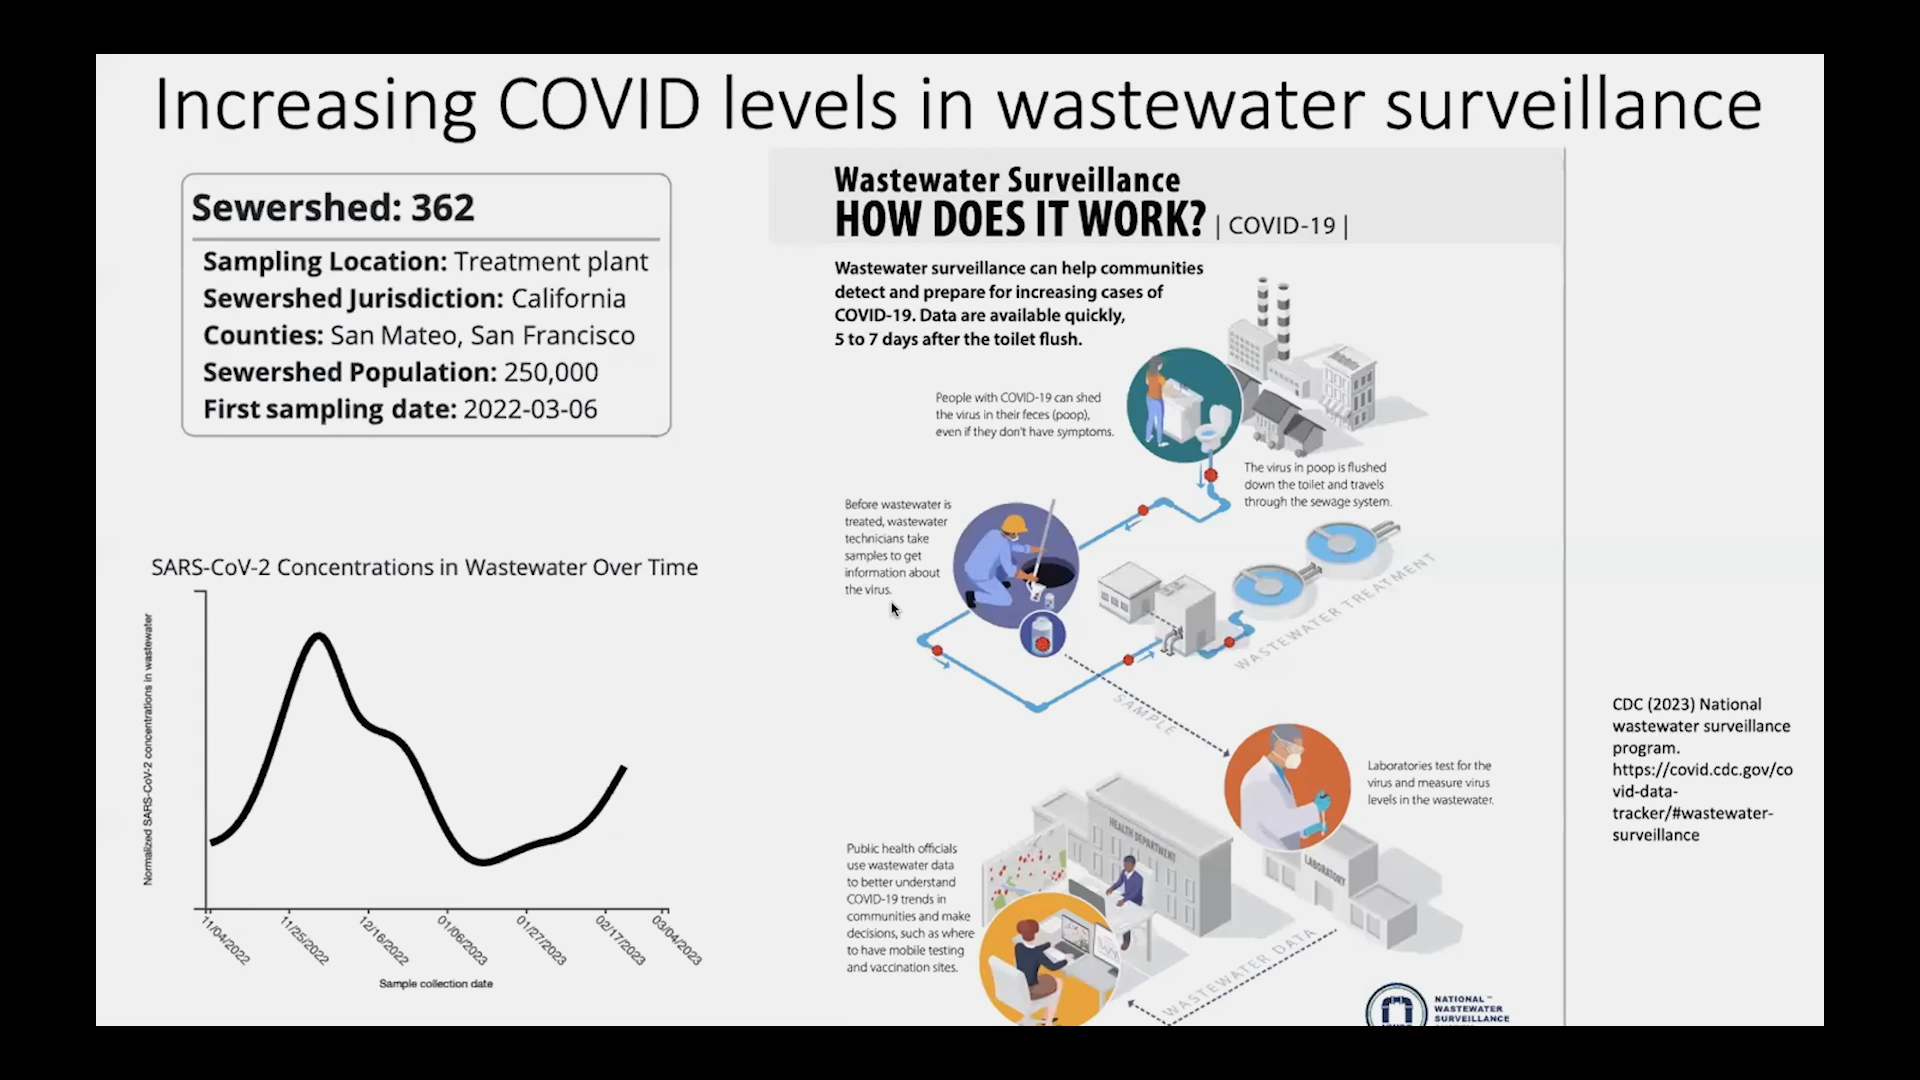 Increasing COVID levels in wastewater surveillance
Sewershed: 362
Sampling Location: Treatment plant
Sewershed Jurisdiction: California
Counties: San Mateo, San Francisco
Sewershed Population: 250,000
First sampling date: 2022-03-06
SARS-CoV-2 Concentrations in Wastewater Over Time
Normalized SARS-CoV-2 concentrations in wastewater
11/04/2022
11/25/2022
12/16/2022
01/06/2023
01/27/2023
02/17/2023
03/04/2023
Sample collection date
Wastewater Surveillance
HOW DOES IT WORK? | COVID-19 |
Wastewater surveillance can help communities
detect and prepare for increasing cases of
COVID-19. Data are available quickly,
5 to 7 days after the toilet flush.
People with COVID-19 can shed
the virus in their feces (poop),
even if they don't have symptoms.
The virus in poop is flushed
down the toilet and travels
through the sewage system.
Before wastewater is
treated, wastewater
technicians take
samples to get
information about
the virus.
WASTEWATER TREATMENT
SAMPLE
Laboratories test for the
virus and measure virus
levels in the wastewater.
HEALTH DEPARTMENT
LABORATORY
Public health officials
use wastewater data
to better understand
COVID-19 trends in
communities and make
decisions, such as where
to have mobile testing
and vaccination sites.
WASTEWATER DATA
NATIONAL™
WASTEWATER
SURVEILLANCE
CDC (2023) National
wastewater surveillance
program.
https://covid.cdc.gov/co
vid-data-
tracker/#wastewater-
surveillance